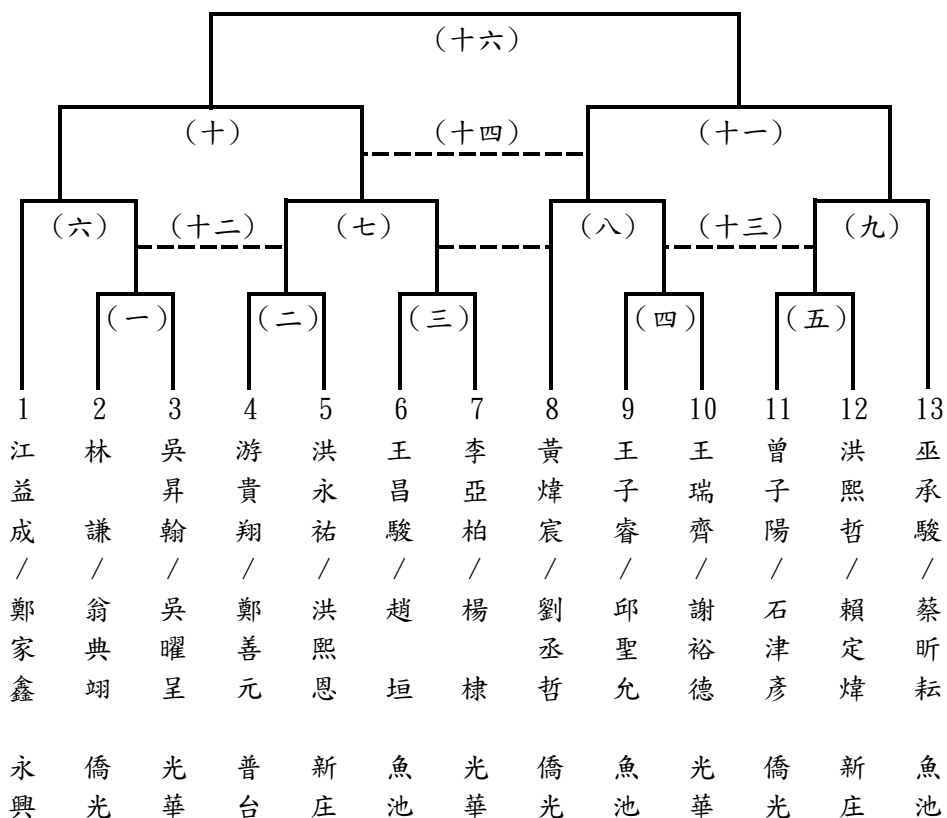 (十六)
(十) (十四) (十一)
(六) (十二) (七) (八) (十三) (九)
(一) (二) (三) (四) (五)
1 2 3 4 5 6 7 8 9 10 11 12 13
江益成/鄭家鑫 永興
林謙/翁典翊 僑光
吳昇翰/吳曜呈 光華
游貴翔/鄭善元 普台
洪永祐/洪熙恩 新庄
王昌駿/趙垣 魚池
李亞柏/楊棣 光華
黃煒宸/劉丞哲 僑光
王子睿/邱聖允 魚池
王瑞齊/謝裕德 光華
曾子陽/石津彥 僑光
洪熙哲/賴定煒 新庄
巫承駿/蔡昕耘 魚池